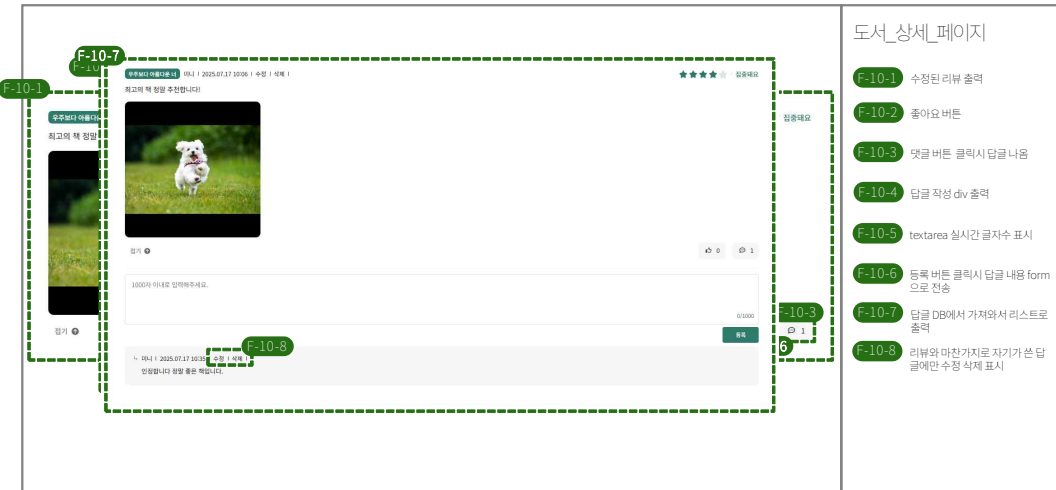 F-10-7
F-10
F-10-1
우주보다 아름다운 너 미니 | 2025.07.17 10:06 | 수정 | 삭제 |
집중돼요
최고의 책 정말 추천합니다!
우주보다 아름다운
최고의 책 정말
집중돼요
접기
0
1
1000자 이내로 입력해주세요.
0/1000
등록
접기
F-10-3
1
6
F-10-8
미니 | 2025.07.17 10:35 | 수정 | 삭제 |
인정합니다 정말 좋은 책입니다.
도서_상세_페이지
F-10-1 수정된 리뷰 출력
F-10-2 좋아요 버튼
F-10-3 댓글 버튼 클릭시 답글 나옴
F-10-4 답글 작성 div 출력
F-10-5 textarea 실시간 글자수 표시
F-10-6 등록 버튼 클릭시 답글 내용 form
으로 전송
F-10-7 답글 DB에서 가져와서 리스트로
출력
F-10-8 리뷰와 마찬가지로 자기가 쓴 답
글에만 수정 삭제 표시